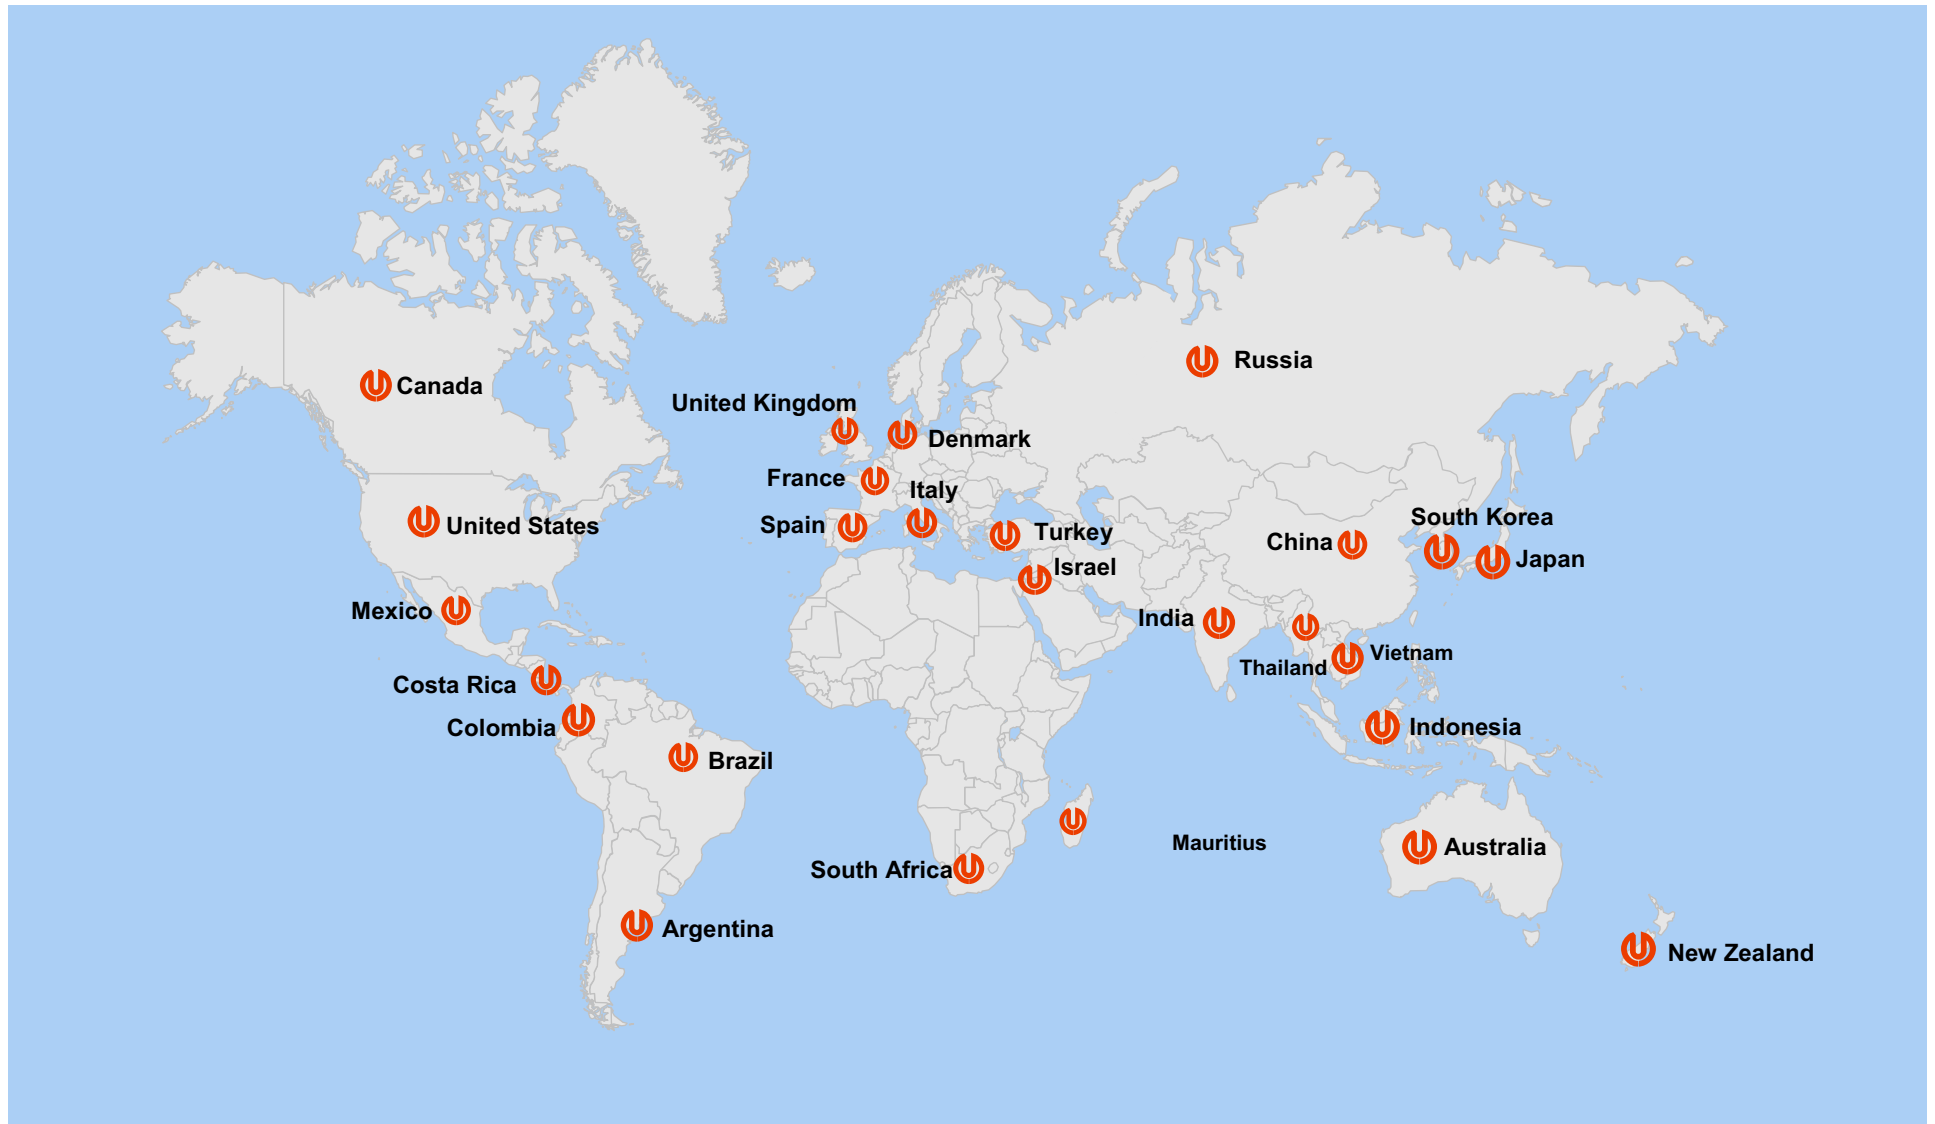 Russia
Canada
United Kingdom
Denmark
France
Italy
South Korea
Spain
United States
Turkey
China
Japan
Israel
Mexico
India
Vietnam
Thailand
Costa Rica
Colombia
Indonesia
Brazil
Mauritius
Australia
South Africa
Argentina
New Zealand